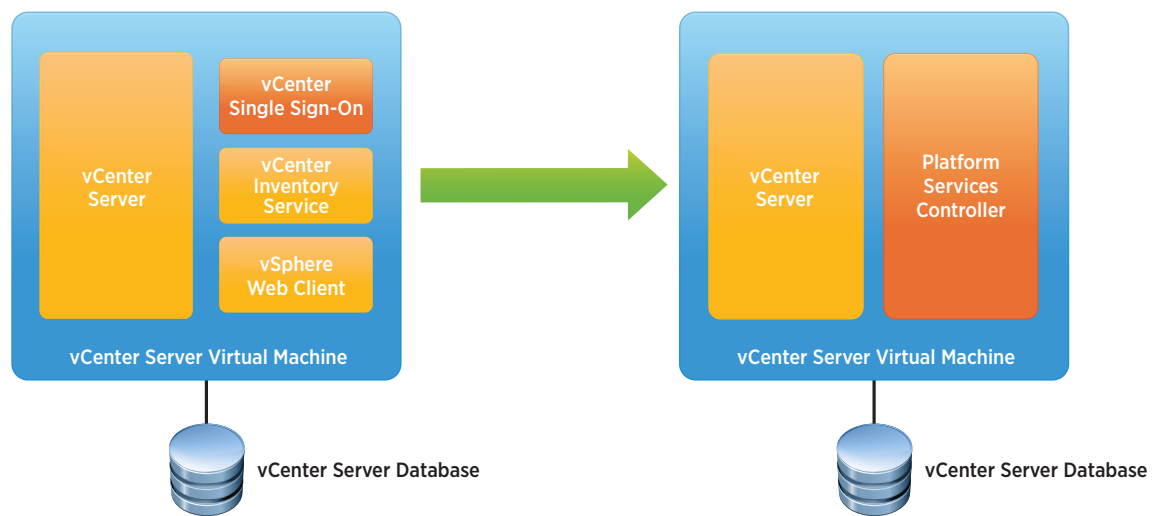 vCenter
Server
vCenter
Single Sign-On
vCenter
Inventory
Service
vSphere
Web Client
vCenter Server Virtual Machine
vCenter Server Database
vCenter
Server
Platform
Services
Controller
vCenter Server Virtual Machine
vCenter Server Database